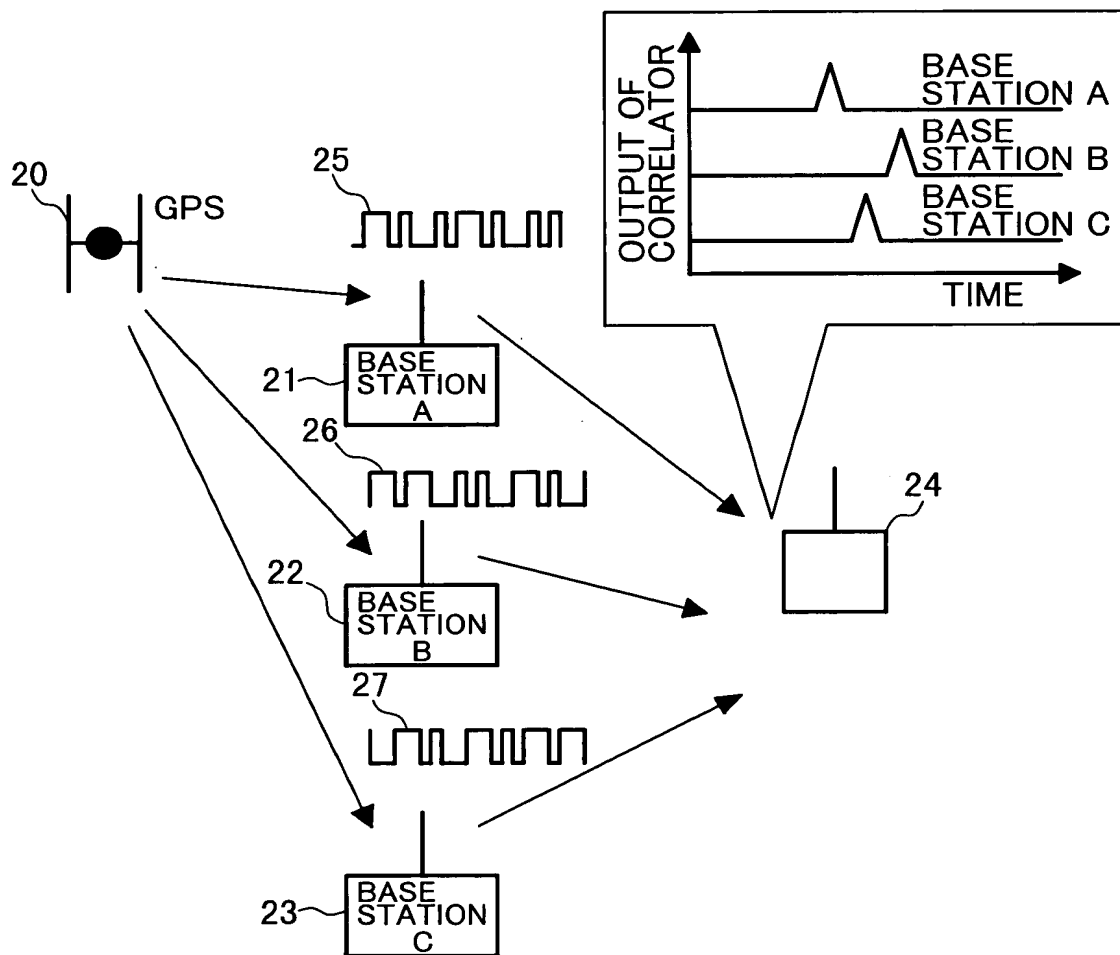 OUTPUT OF
CORRELATOR
BASE
STATION A
BASE
STATION B
BASE
STATION C
TIME
20
GPS
25
21
BASE
STATION
A
26
22
BASE
STATION
B
24
27
23
BASE
STATION
C